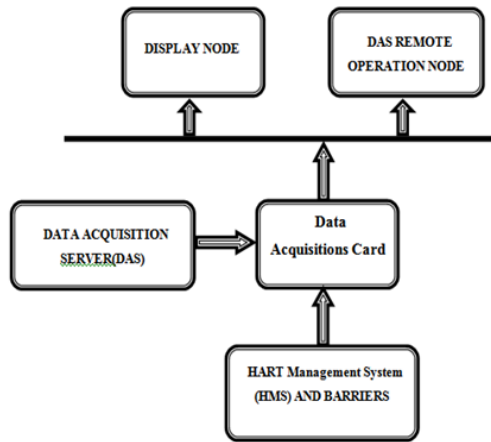 DISPLAY NODE
DAS REMOTE
OPERATION NODE
DATA ACQUISITION
SERVER(DAS)
Data
Acquisitions Card
HART Management System
(HMS) AND BARRIERS